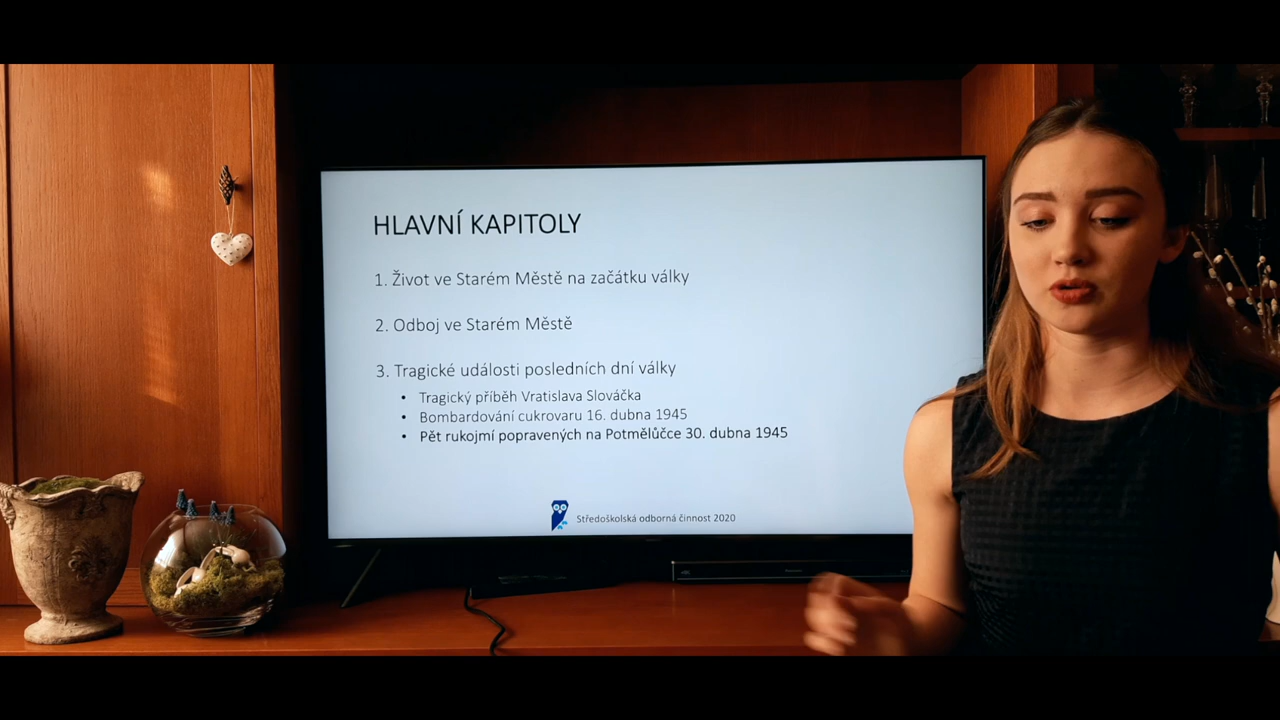 HLAVNÍ KAPITOLY
1. Život ve Starém Městě na začátku války
2. Odboj ve Starém Městě
3. Tragické události posledních dní války
• Tragický příběh Vratislava Slováčka
• Bombardování cukrovaru 16. dubna 1945
• Pět rukojmí popravených na Potmělůčce 30. dubna 1945
Středoškolská odborná činnost 2020